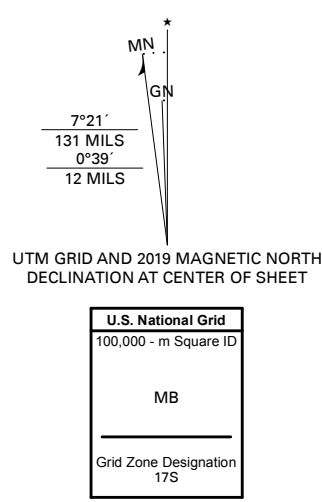 ★
MN
GN
7°21´
131 MILS
0°39´
12 MILS
UTM GRID AND 2019 MAGNETIC NORTH
DECLINATION AT CENTER OF SHEET
U.S. National Grid
100,000 - m Square ID
MB
Grid Zone Designation
17S